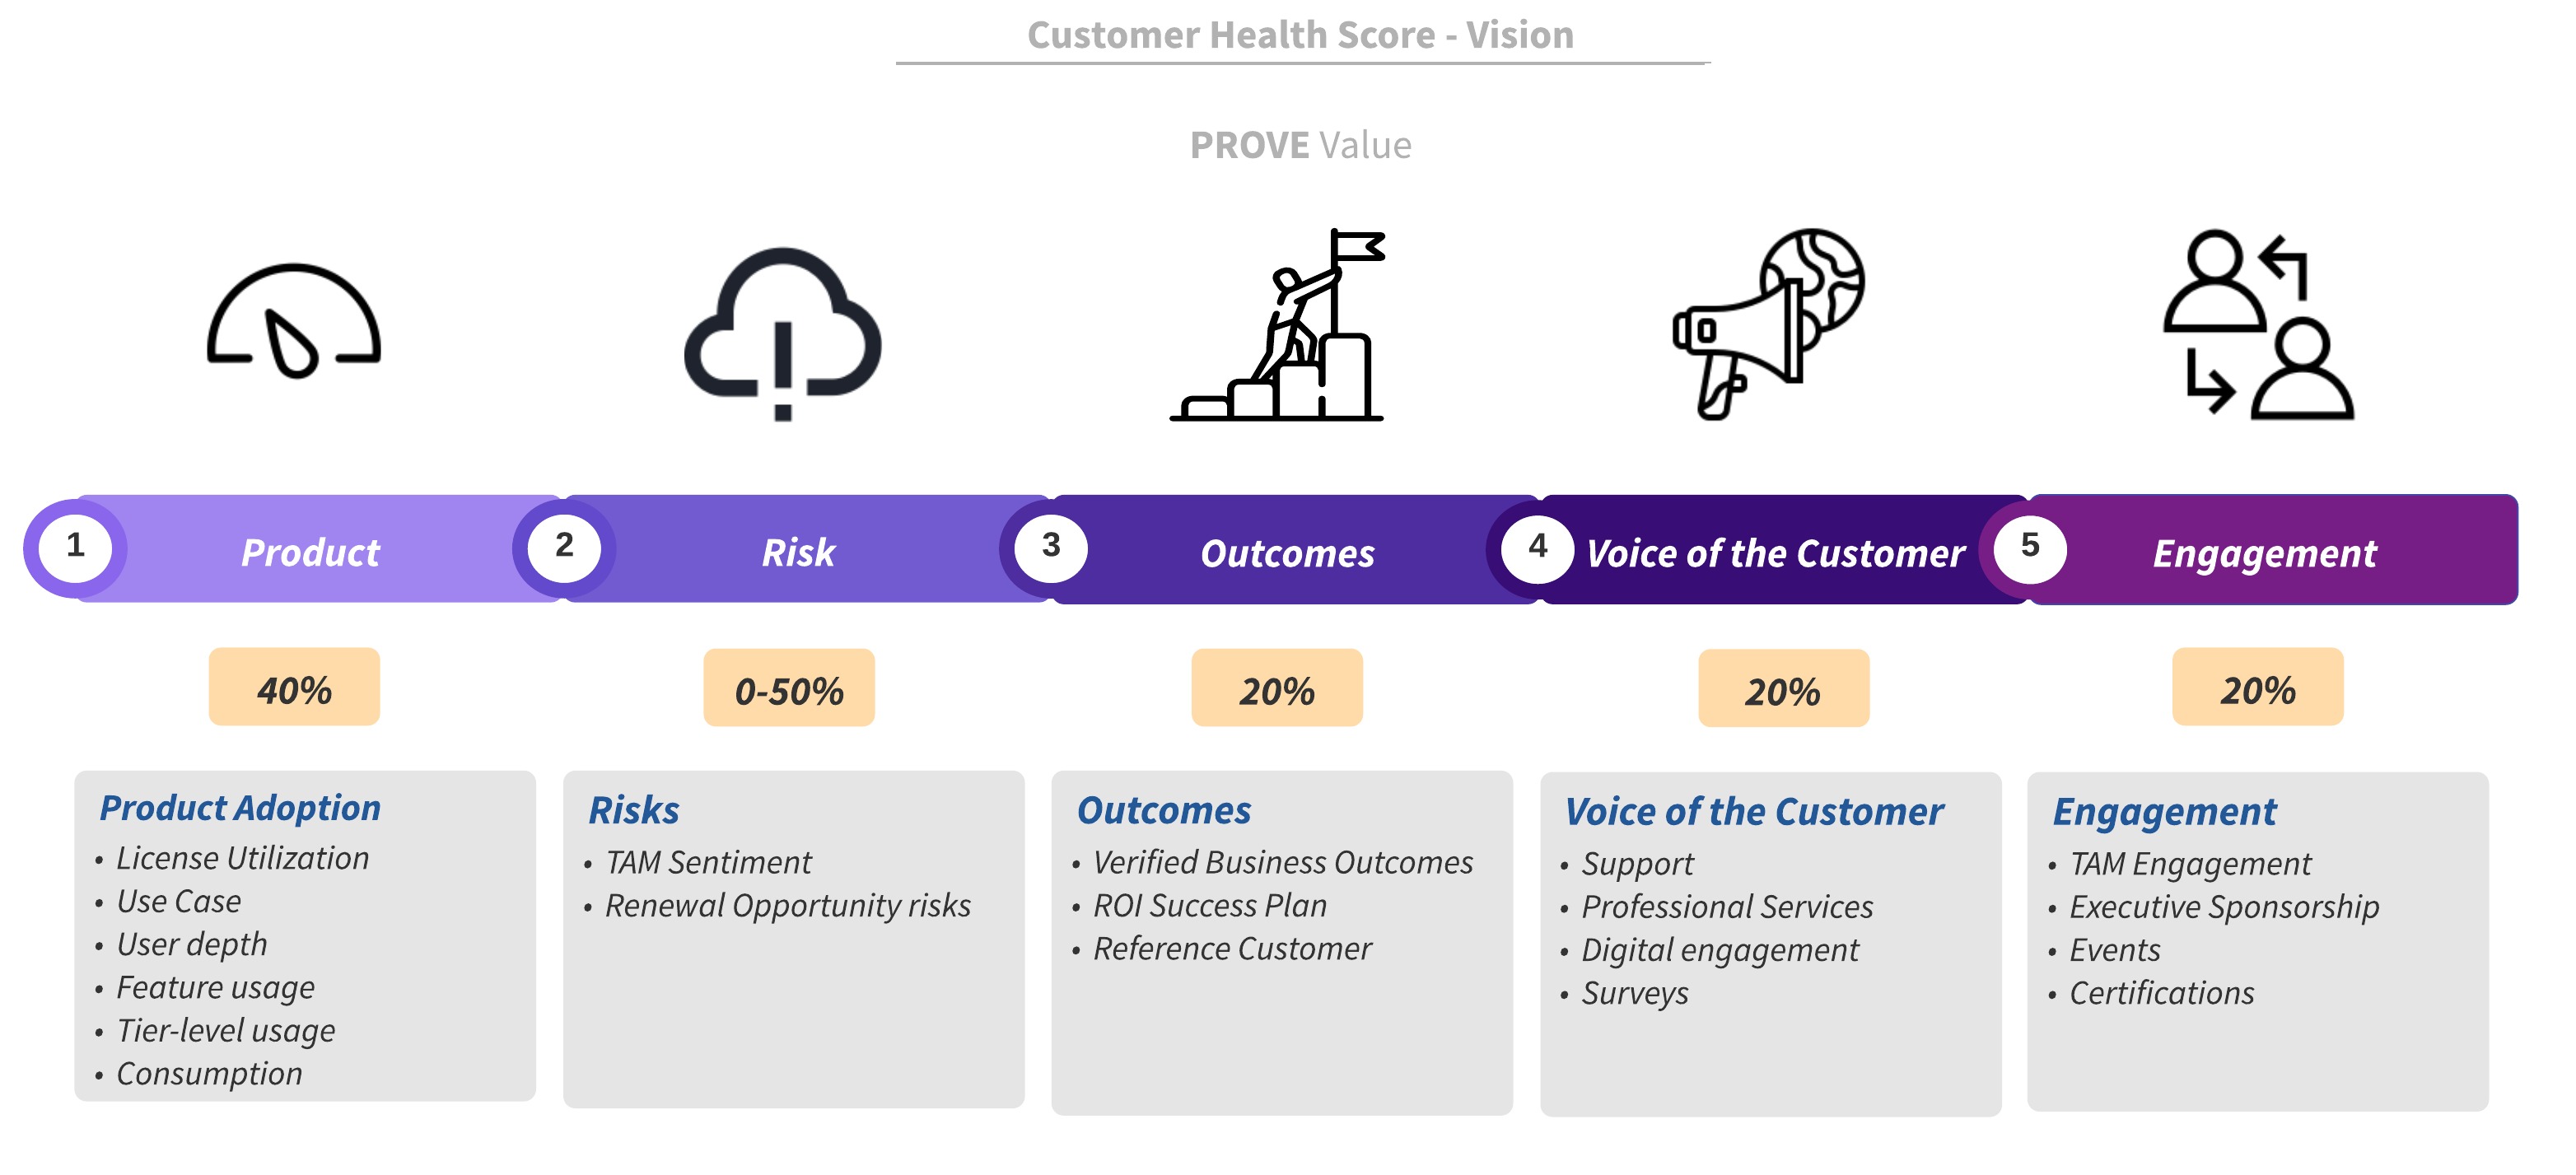 Customer Health Score - Vision
PROVE Value
1
Product
2
Risk
3
Outcomes
4
Voice of the Customer
5
Engagement
40%
0-50%
20%
20%
20%
Product Adoption
• License Utilization
• Use Case
• User depth
• Feature usage
• Tier-level usage
• Consumption
Risks
• TAM Sentiment
• Renewal Opportunity risks
Outcomes
• Verified Business Outcomes
• ROI Success Plan
• Reference Customer
Voice of the Customer
• Support
• Professional Services
• Digital engagement
• Surveys
Engagement
• TAM Engagement
• Executive Sponsorship
• Events
• Certifications